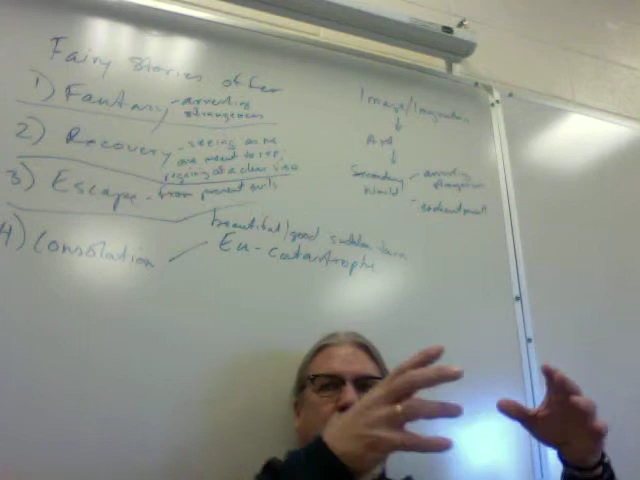 Fairy Stories offer
1) Fantasy - arresting
strangeness
2) Recovery - seeing as we
are meant to see,
regaining of a clear view
3) Escape - from present evils
4) Consolation
beautiful/good sudden turn
Eu-catastrophe
Image/Imagination
Art
Secondary - arresting
strangeness
World
- enchantment